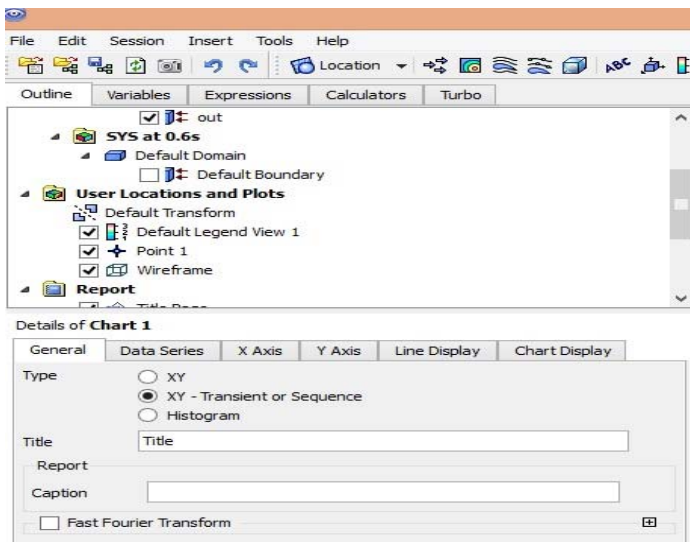 File Edit Session Insert Tools Help
Location ABC
Outline Variables Expressions Calculators Turbo
out
SYS at 0.6s
Default Domain
Default Boundary
User Locations and Plots
Default Transform
Default Legend View 1
Point 1
Wireframe
Report
Title Page
Details of Chart 1
General Data Series X Axis Y Axis Line Display Chart Display
Type XY
XY - Transient or Sequence
Histogram
Title Title
Report
Caption
Fast Fourier Transform